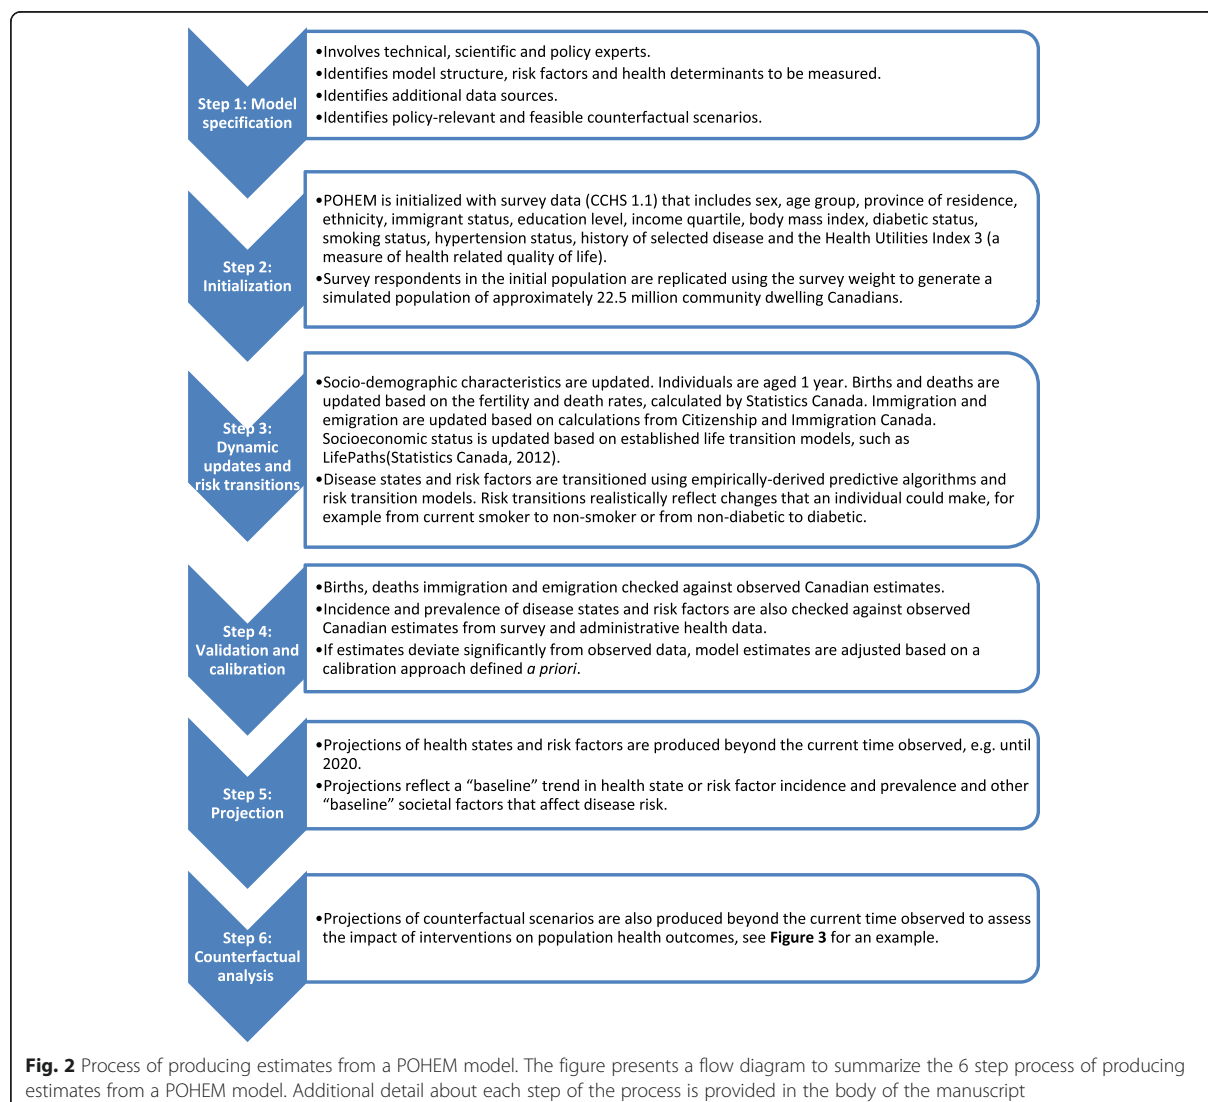 Step 1: Model
specification
•Involves technical, scientific and policy experts.
•Identifies model structure, risk factors and health determinants to be measured.
•Identifies additional data sources.
•Identifies policy-relevant and feasible counterfactual scenarios.
Step 2:
Initialization
•POHEM is initialized with survey data (CCHS 1.1) that includes sex, age group, province of residence,
ethnicity, immigrant status, education level, income quartile, body mass index, diabetic status,
smoking status, hypertension status, history of selected disease and the Health Utilities Index 3 (a
measure of health related quality of life).
•Survey respondents in the initial population are replicated using the survey weight to generate a
simulated population of approximately 22.5 million community dwelling Canadians.
Step 3:
Dynamic
updates and
risk transitions
•Socio-demographic characteristics are updated. Individuals are aged 1 year. Births and deaths are
updated based on the fertility and death rates, calculated by Statistics Canada. Immigration and
emigration are updated based on calculations from Citizenship and Immigration Canada.
Socioeconomic status is updated based on established life transition models, such as
LifePaths(Statistics Canada, 2012).
•Disease states and risk factors are transitioned using empirically-derived predictive algorithms and
risk transition models. Risk transitions realistically reflect changes that an individual could make, for
example from current smoker to non-smoker or from non-diabetic to diabetic.
Step 4:
Validation and
calibration
•Births, deaths immigration and emigration checked against observed Canadian estimates.
•Incidence and prevalence of disease states and risk factors are also checked against observed
Canadian estimates from survey and administrative health data.
•If estimates deviate significantly from observed data, model estimates are adjusted based on a
calibration approach defined a priori.
Step 5:
Projection
•Projections of health states and risk factors are produced beyond the current time observed, e.g. until
2020.
•Projections reflect a “baseline” trend in health state or risk factor incidence and prevalence and other
“baseline” societal factors that affect disease risk.
Step 6:
Counterfactual
analysis
•Projections of counterfactual scenarios are also produced beyond the current time observed to assess
the impact of interventions on population health outcomes, see Figure 3 for an example.
Fig. 2 Process of producing estimates from a POHEM model. The figure presents a flow diagram to summarize the 6 step process of producing
estimates from a POHEM model. Additional detail about each step of the process is provided in the body of the manuscript